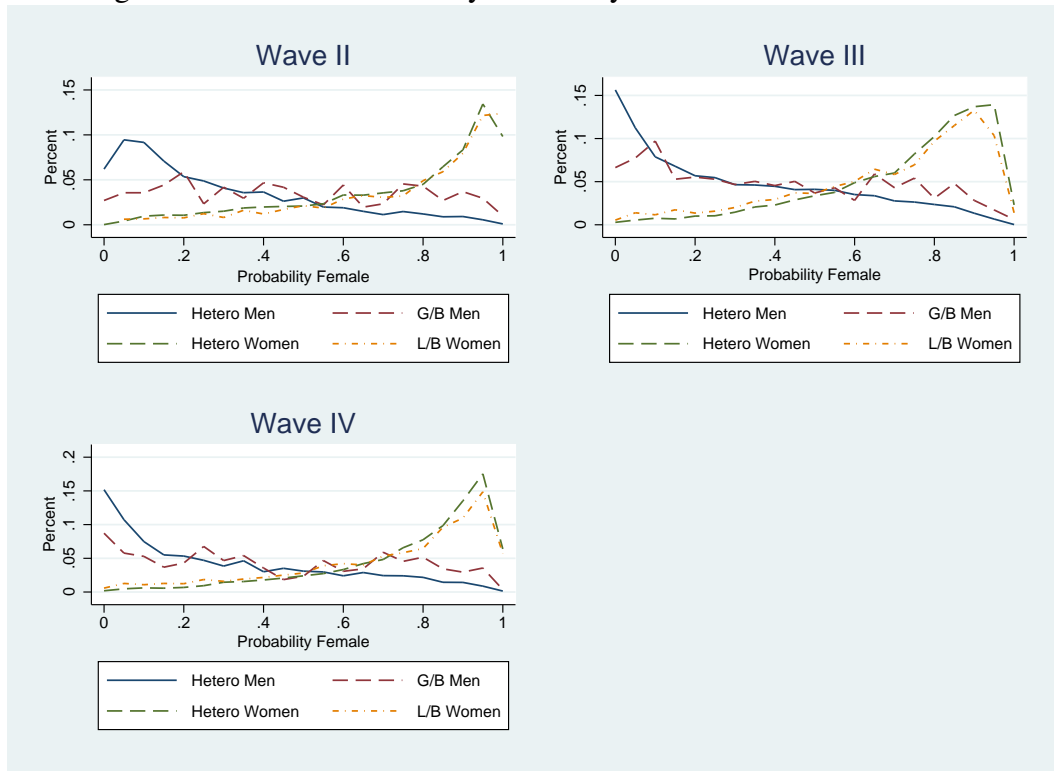 Wave II
Percent
.15
.1
.05
0
0 .2 .4 .6 .8 1
Probability Female
Hetero Men G/B Men
Hetero Women L/B Women
Wave III
Percent
.15
.1
.05
0
0 .2 .4 .6 .8 1
Probability Female
Hetero Men G/B Men
Hetero Women L/B Women
Wave IV
Percent
.2
.15
.1
.05
0
0 .2 .4 .6 .8 1
Probability Female
Hetero Men G/B Men
Hetero Women L/B Women